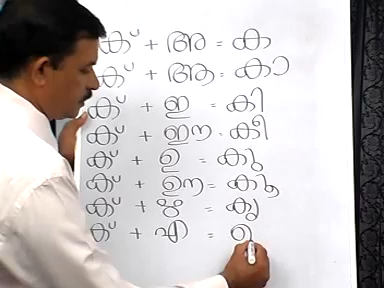 ക് + അ = ക
ക് + ആ = കാ
ക് + ഇ = കി
ക് + ഈ = കീ
ക് + ഉ = കു
ക് + ഊ = കൂ
ക് + ഋ = കൃ
ക് + എ =